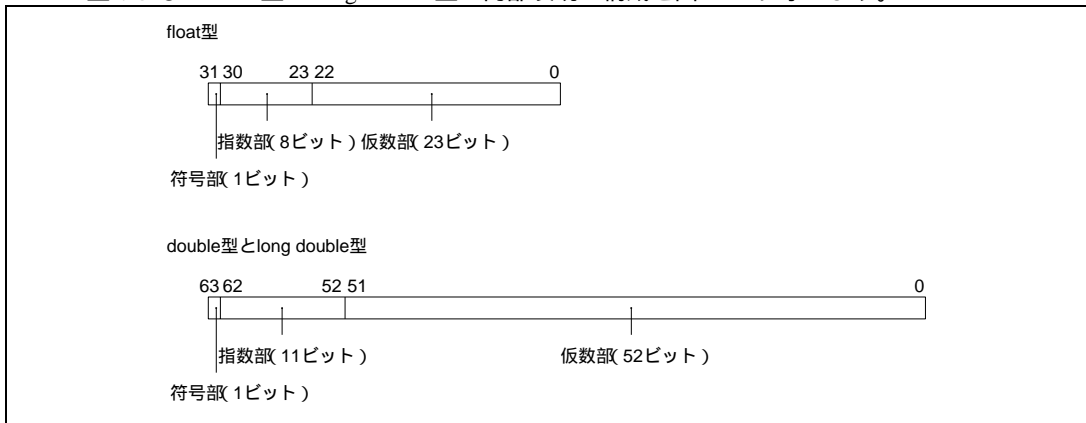 float型
31 30 23 22 0
指数部( 8ビット ) 仮数部( 23ビット )
符号部( 1ビット )
double型とlong double型
63 62 52 51 0
指数部( 11ビット ) 仮数部( 52ビット )
符号部( 1ビット )